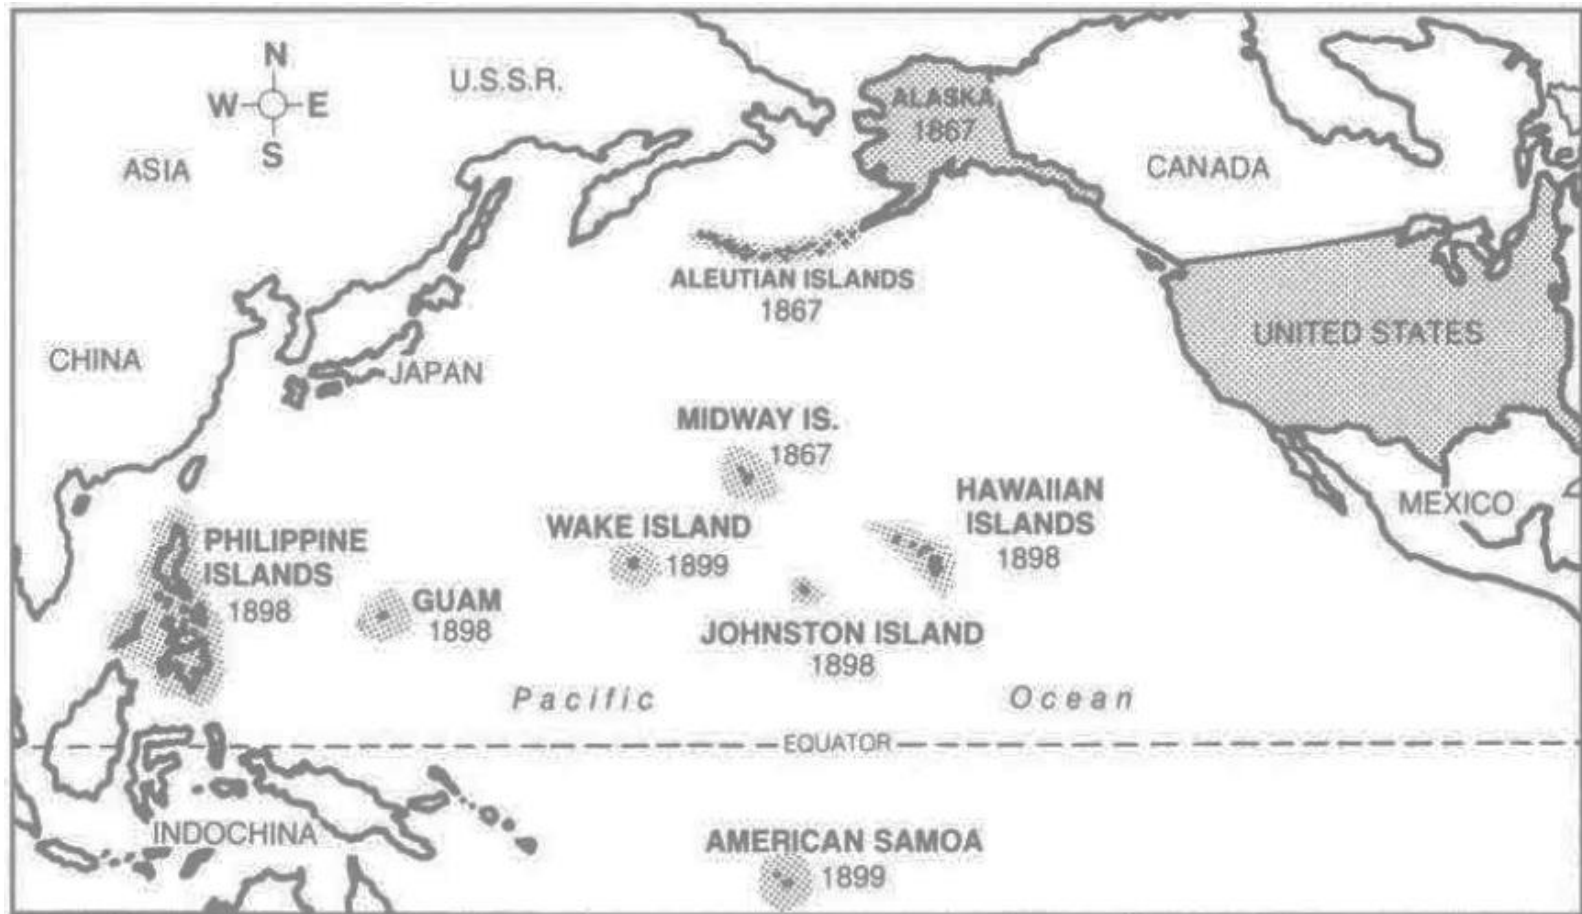 N
W E
S
U.S.S.R.
ASIA
ALASKA
1867
CANADA
ALEUTIAN ISLANDS
1867
UNITED STATES
CHINA
JAPAN
MIDWAY IS.
1867
HAWAIIAN
ISLANDS
1898
MEXICO
WAKE ISLAND
1899
PHILIPPINE
ISLANDS
1898
GUAM
1898
JOHNSTON ISLAND
1898
Pacific Ocean
EQUATOR
INDOCHINA
AMERICAN SAMOA
1899